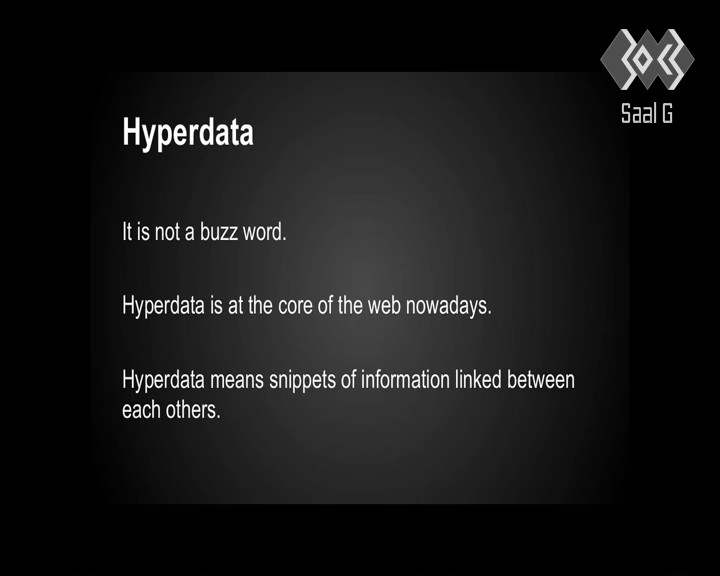 Saal G
Hyperdata
It is not a buzz word.
Hyperdata is at the core of the web nowadays.
Hyperdata means snippets of information linked between
each others.